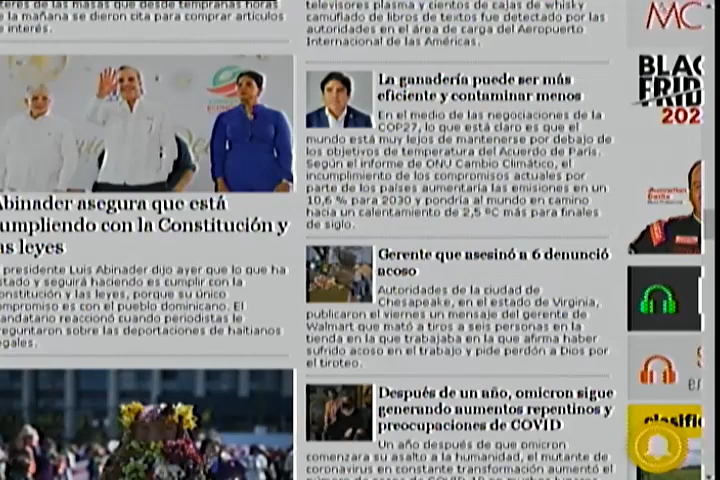 teres de las masas que desde tempranas horas
e la mañana se dieron cita para comprar artículos
e interés.
Abinader asegura que está
cumpliendo con la Constitución y
as leyes
presidente Luis Abinader dijo ayer que lo que ha
stado y seguirá haciendo es cumplir con la
onstitución y las leyes, porque su único
ompromiso es con el pueblo dominicano. El
andatario reaccionó cuando periodistas le
reguntaron sobre las deportaciones de haitianos
egales.
televisores plasma y cientos de cajas de whisky
camuflado de libros de textos fue detectado por las
autoridades en el área de carga del Aeropuerto
Internacional de las Américas.
La ganadería puede ser más
eficiente y contaminar menos
En el medio de las negociaciones de la
COP27, lo que está claro es que el
mundo está muy lejos de mantenerse por debajo de
los objetivos de temperatura del Acuerdo de París.
Según el informe de ONU Cambio Climático, el
incumplimiento de los compromisos actuales por
parte de los países aumentaría las emisiones en un
10,6 % para 2030 y pondría al mundo en camino
hacia un calentamiento de 2,5 ºC más para finales
de siglo.
Gerente que asesinó a 6 denunció
acoso
Autoridades de la ciudad de
Chesapeake, en el estado de Virginia,
publicaron el viernes un mensaje del gerente de
Walmart que mató a tiros a seis personas en la
tienda en la que trabajaba en la que afirma haber
sufrido acoso en el trabajo y pide perdón a Dios por
el tiroteo.
Después de un año, omicron sigue
generando aumentos repentinos y
preocupaciones de COVID
Un año después de que omicron
comenzara su asalto a la humanidad, el mutante de
coronavirus en constante transformación aumentó el
MC
BLAC
FRID
202
S
en
clasific